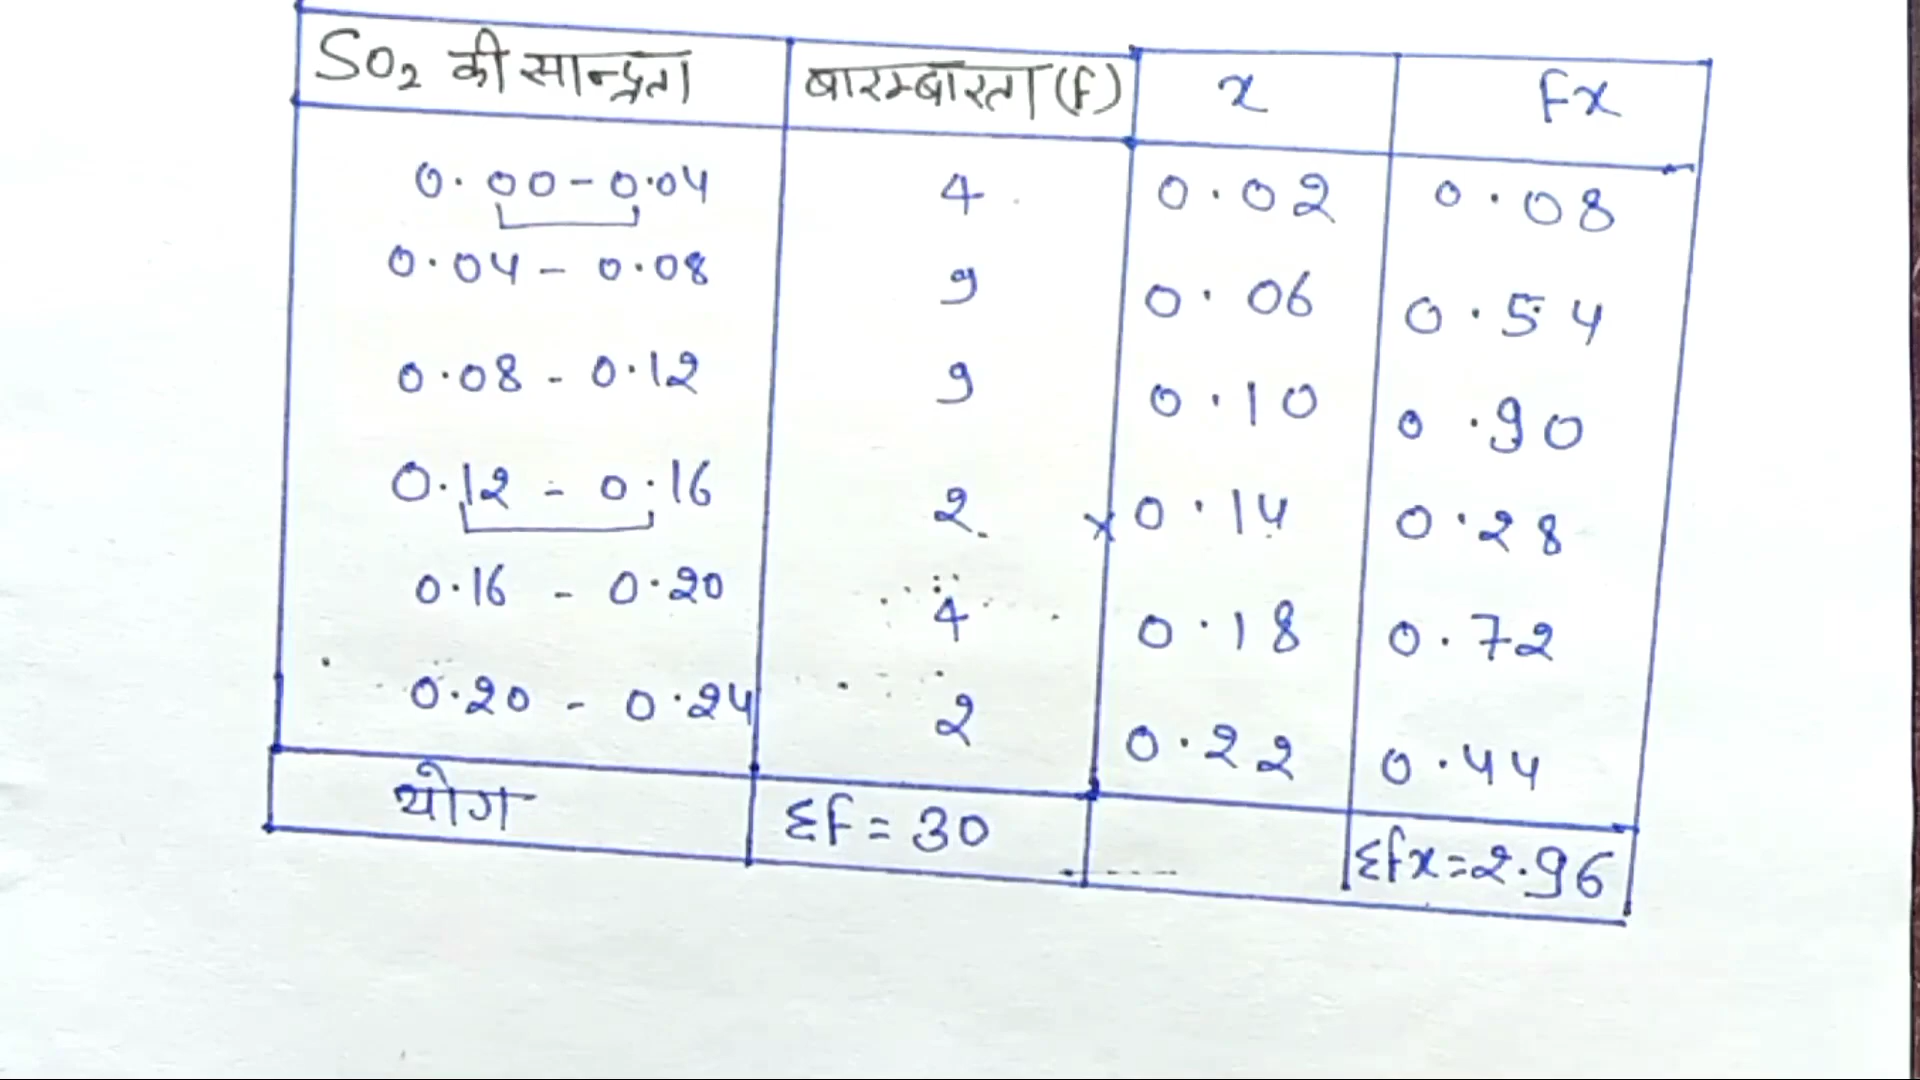 SO₂ की सान्द्रता बारम्बारता (f) x Fx
0.00 - 0.04 4 0.02 0.08
0.04 - 0.08 9 0.06 0.54
0.08 - 0.12 9 0.10 0.90
0.12 - 0.16 2 x 0.14 0.28
0.16 - 0.20 4 0.18 0.72
0.20 - 0.24 2 0.22 0.44
योग Σf = 30 Σfx = 2.96